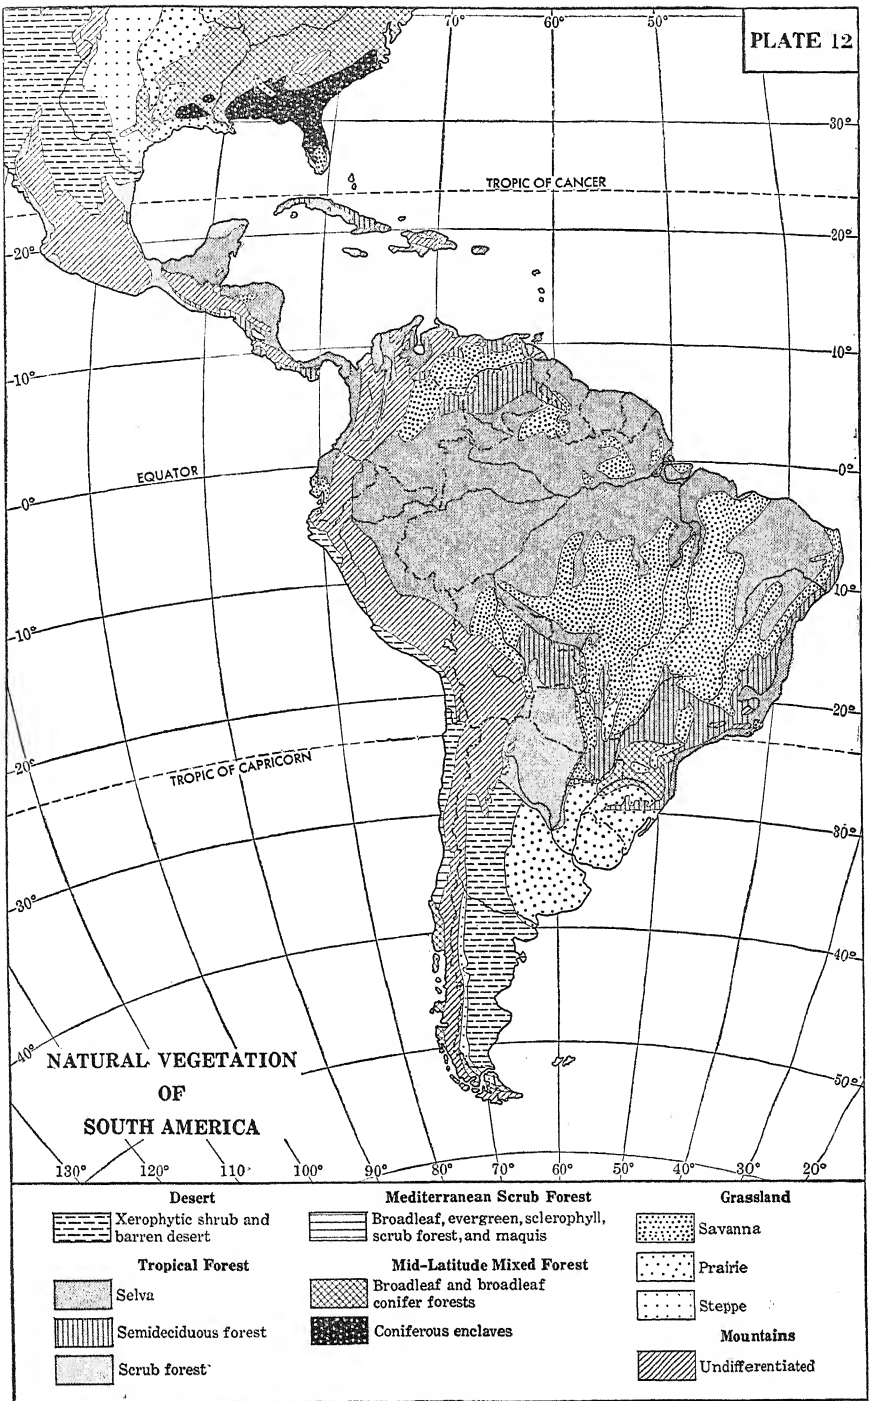 70° 60° 50°
PLATE 12
30°
TROPIC OF CANCER
20° 20°
10° 10°
EQUATOR
0° 0°
10° 10°
20° 20°
TROPIC OF CAPRICORN
30° 30°
40° 40°
50°
NATURAL VEGETATION
OF
SOUTH AMERICA
130° 120° 110° 100° 90° 80° 70° 60° 50° 40° 30° 20°
Desert
Xerophytic shrub and
barren desert
Tropical Forest
Selva
Semideciduous forest
Scrub forest
Mediterranean Scrub Forest
Broadleaf, evergreen, sclerophyll,
scrub forest, and maquis
Mid-Latitude Mixed Forest
Broadleaf and broadleaf
conifer forests
Coniferous enclaves
Grassland
Savanna
Prairie
Steppe
Mountains
Undifferentiated